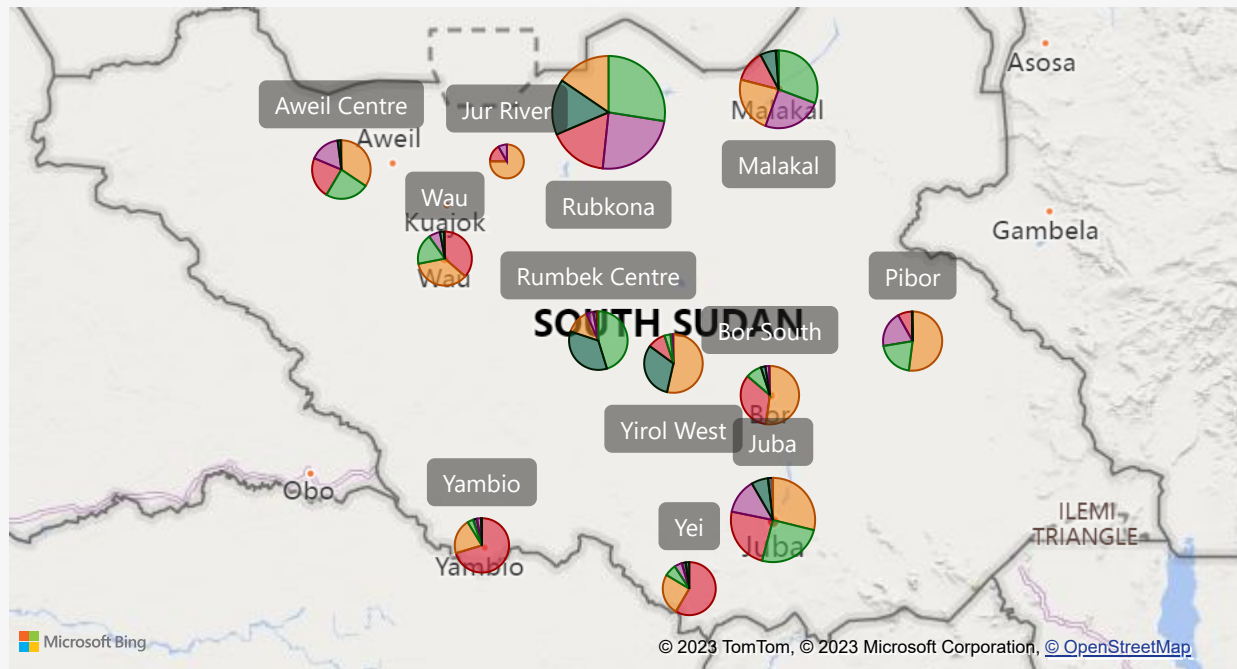 Asosa
Aweil Centre
Jur River
Malakal
Aweil
Malakal
Wau
Rubkona
Kuajok
Gambela
Wau
Rumbek Centre
Pibor
SOUTH SUDAN
Bor South
Bor
Yirol West
Juba
Yambio
Obo
Yei
ILEMI
TRIANGLE
Juba
Yambio
Microsoft Bing
© 2023 TomTom, © 2023 Microsoft Corporation, © OpenStreetMap